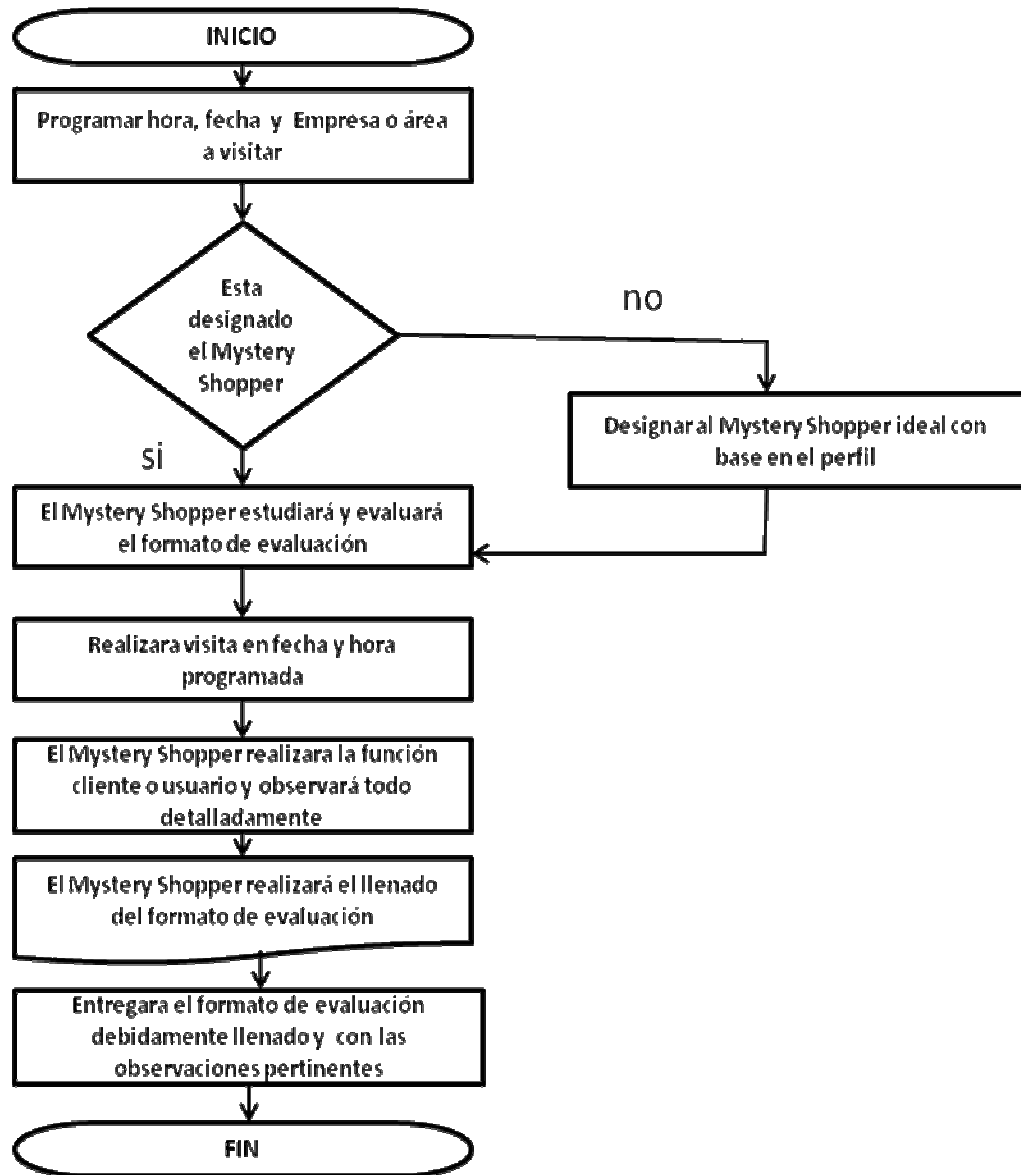 INICIO
Programar hora, fecha y Empresa o área
a visitar
Esta
designado
el Mystery
Shopper
no
Designar al Mystery Shopper ideal con
base en el perfil
si
El Mystery Shopper estudiará y evaluará
el formato de evaluación
Realizara visita en fecha y hora
programada
El Mystery Shopper realizara la función
cliente o usuario y observará todo
detalladamente
El Mystery Shopper realizará el llenado
del formato de evaluación
Entregara el formato de evaluación
debidamente llenado y con las
observaciones pertinentes
FIN